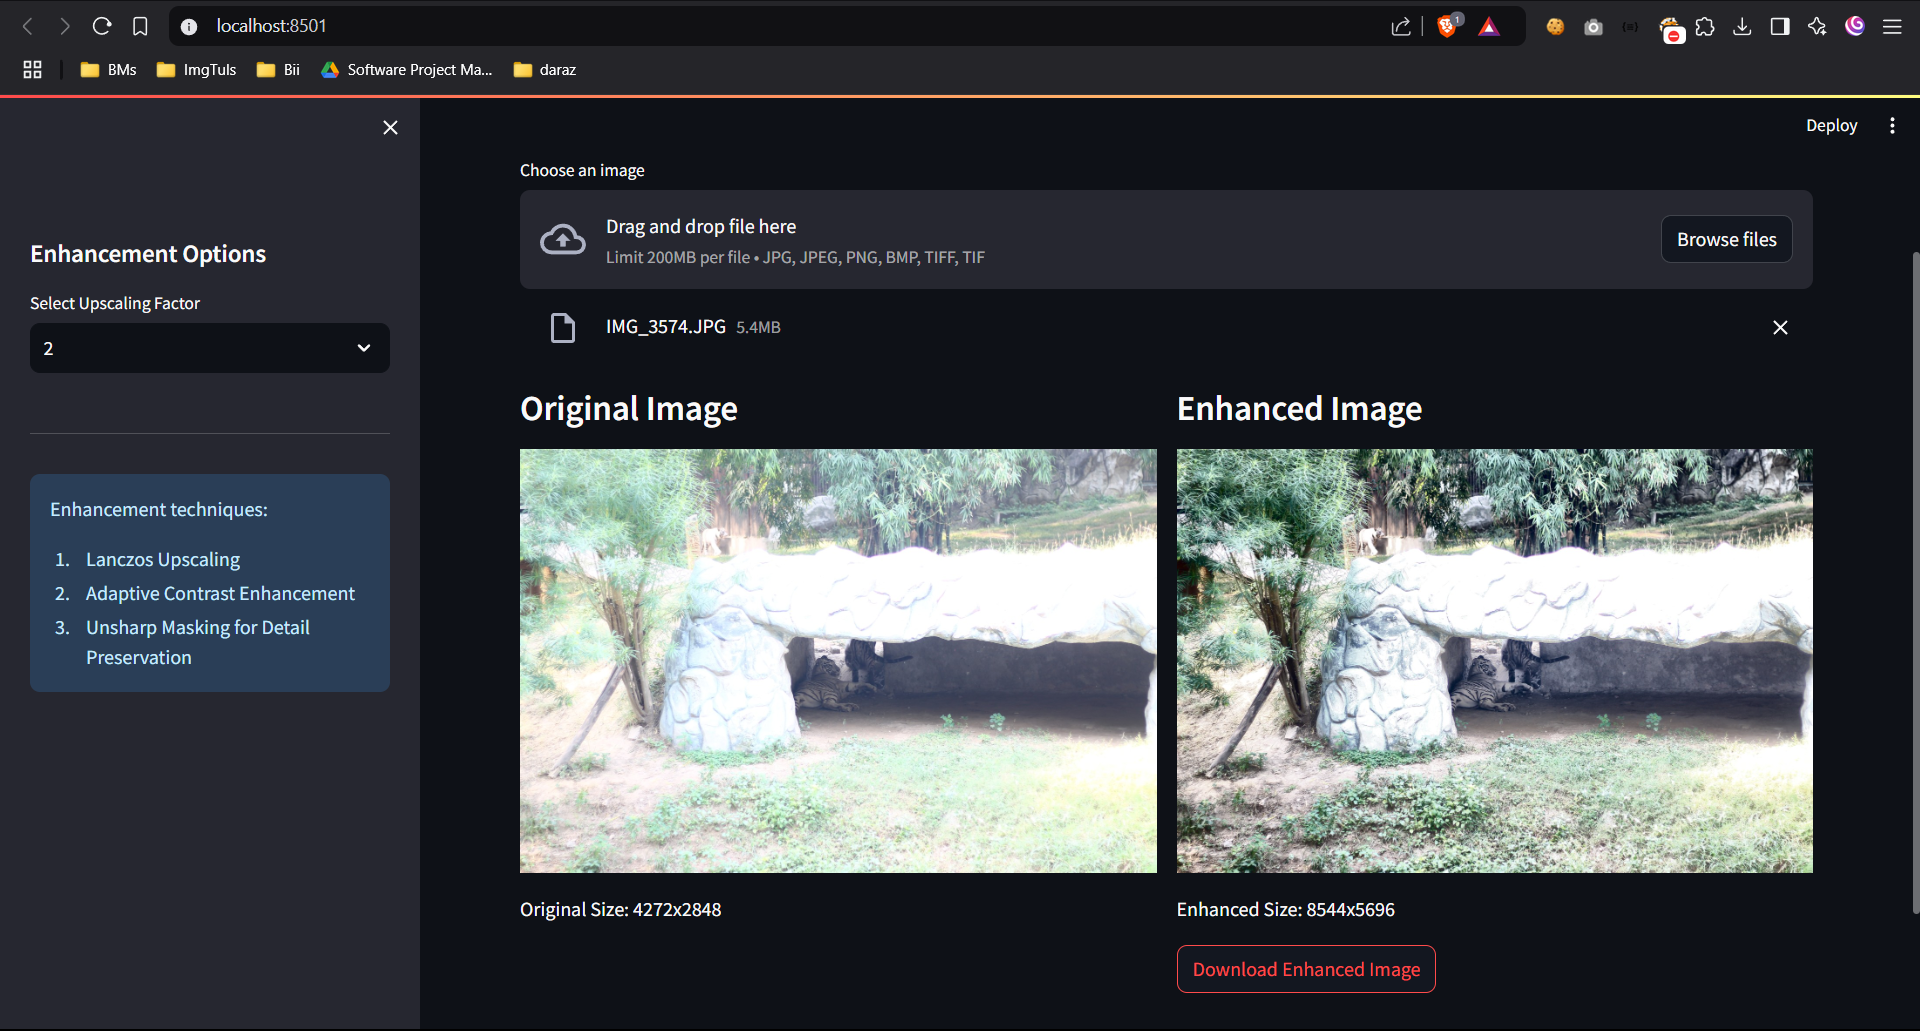 localhost:8501
1
BMs
ImgTuls
Bii
Software Project Ma...
daraz
Deploy
Enhancement Options
Select Upscaling Factor
2
Enhancement techniques:
1. Lanczos Upscaling
2. Adaptive Contrast Enhancement
3. Unsharp Masking for Detail
Preservation
Choose an image
Drag and drop file here
Limit 200MB per file • JPG, JPEG, PNG, BMP, TIFF, TIF
Browse files
IMG_3574.JPG 5.4MB
Original Image
Enhanced Image
Original Size: 4272x2848
Enhanced Size: 8544x5696
Download Enhanced Image